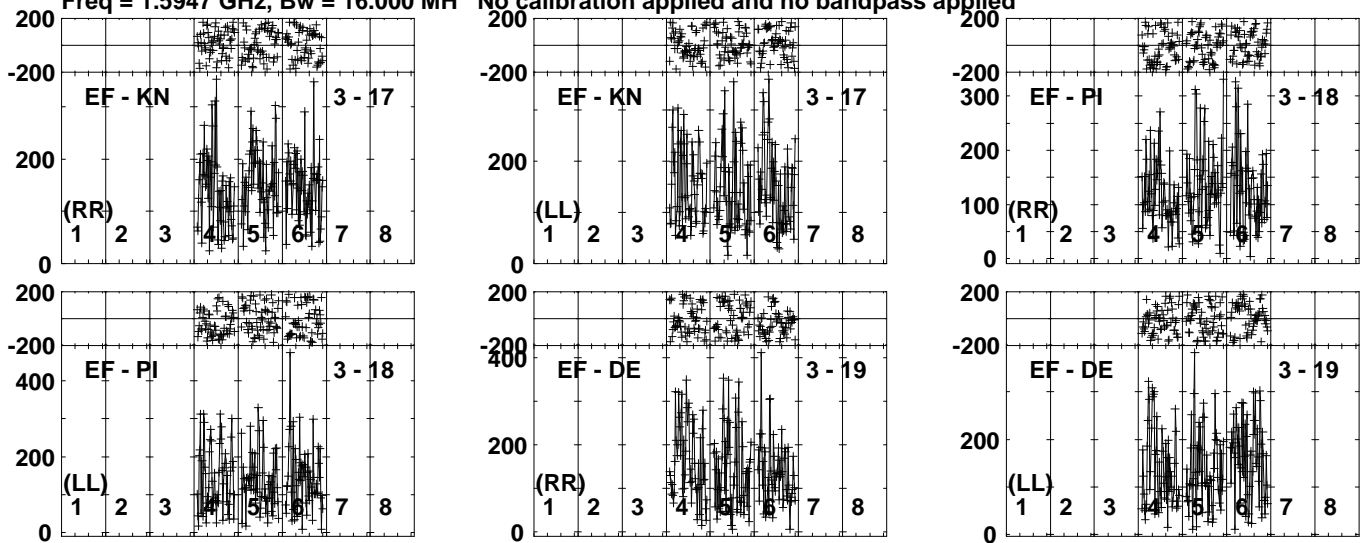 Freq = 1.5947 GHz, Bw = 16.000 MH No calibration applied and no bandpass applied
200
-200
EF - KN 3 - 17
200
(RR)
1 2 3 4 5 6 7 8
0
200
-200
EF - KN 3 - 17
200
(LL)
1 2 3 4 5 6 7 8
0
200
-200
300
EF - PI 3 - 18
200
100
(RR)
1 2 3 4 5 6 7 8
0
200
-200
EF - PI 3 - 18
400
200
(LL)
1 2 3 4 5 6 7 8
0
200
-200
400
EF - DE 3 - 19
200
(RR)
1 2 3 4 5 6 7 8
0
200
-200
EF - DE 3 - 19
200
(LL)
1 2 3 4 5 6 7 8
0